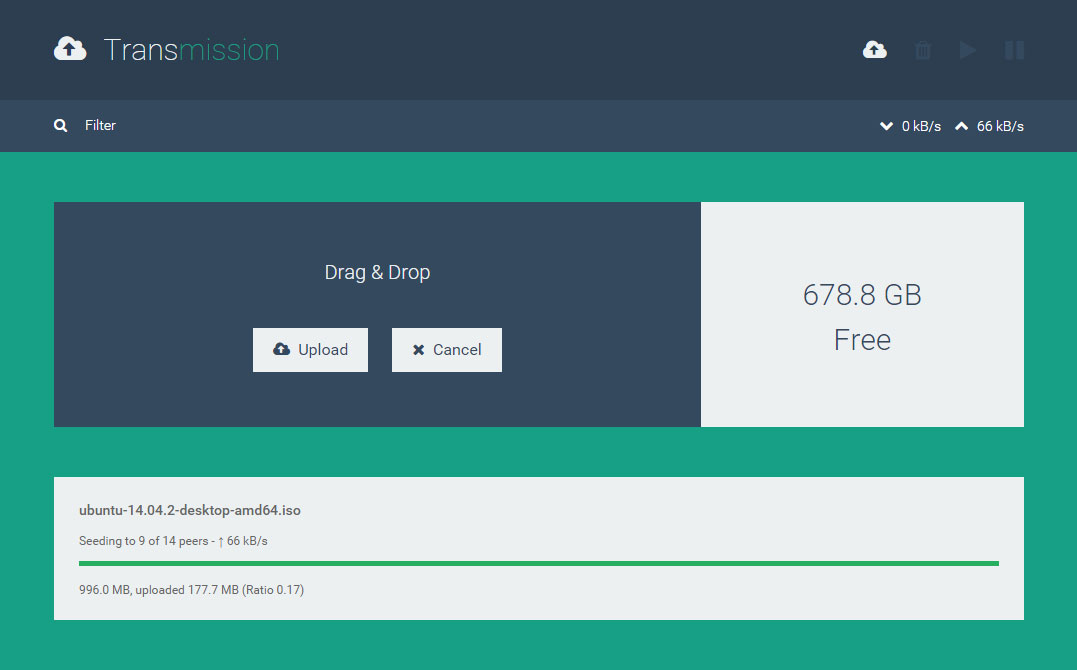 Transmission
Filter
0 kB/s 66 kB/s
Drag & Drop
Upload Cancel
678.8 GB
Free
ubuntu-14.04.2-desktop-amd64.iso
Seeding to 9 of 14 peers - ↑ 66 kB/s
996.0 MB, uploaded 177.7 MB (Ratio 0.17)